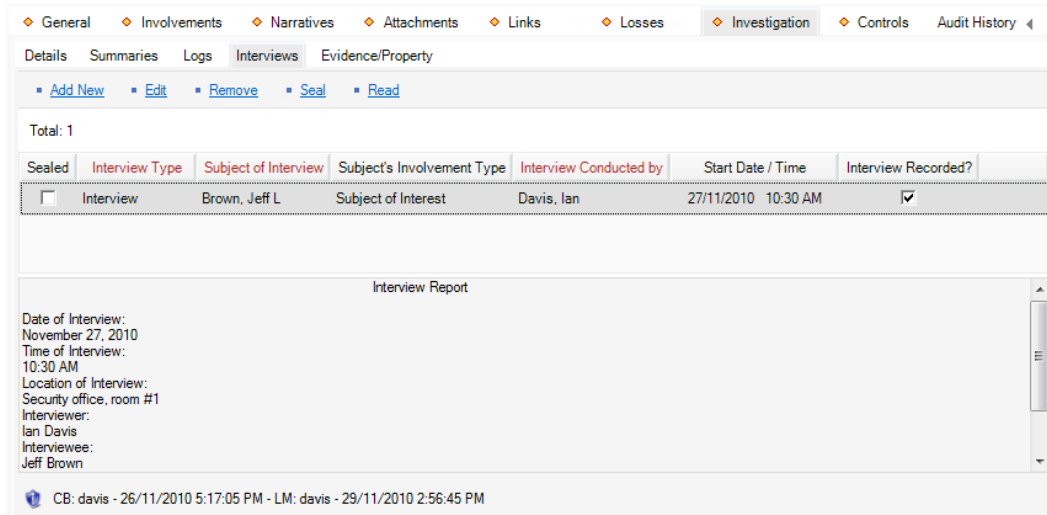 General Involvements Narratives Attachments Links Losses Investigation Controls Audit History
Details Summaries Logs Interviews Evidence/Property
Add New Edit Remove Seal Read
Total: 1
Sealed Interview Type Subject of Interview Subject's Involvement Type Interview Conducted by Start Date / Time Interview Recorded?
Interview Brown, Jeff L Subject of Interest Davis, Ian 27/11/2010 10:30 AM
Interview Report
Date of Interview:
November 27, 2010
Time of Interview:
10:30 AM
Location of Interview:
Security office, room #1
Interviewer:
Ian Davis
Interviewee:
Jeff Brown
CB: davis - 26/11/2010 5:17:05 PM - LM: davis - 29/11/2010 2:56:45 PM